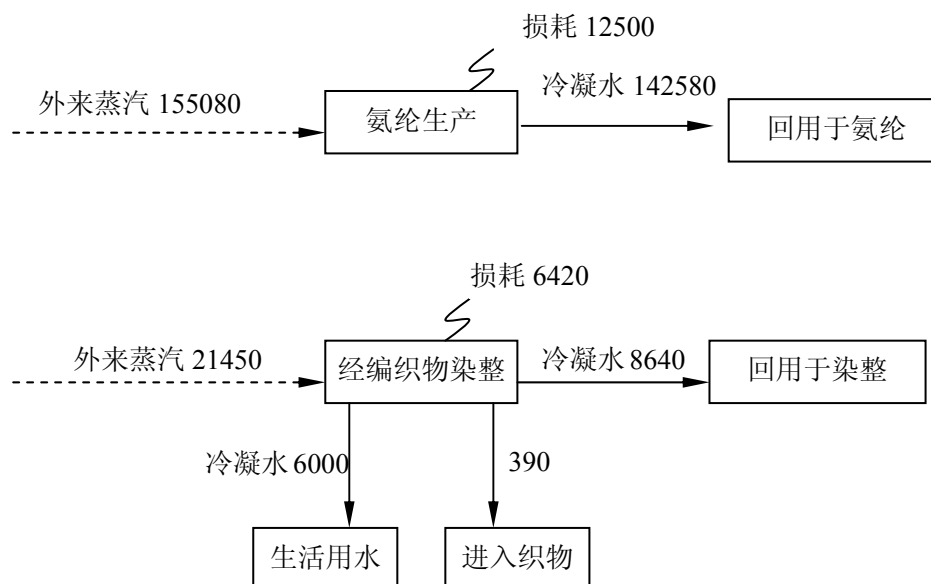 损耗 12500
冷凝水 142580
外来蒸汽 155080
氨纶生产
回用于氨纶
损耗 6420
外来蒸汽 21450
经编织物染整
冷凝水 8640
回用于染整
冷凝水 6000
390
生活用水
进入织物